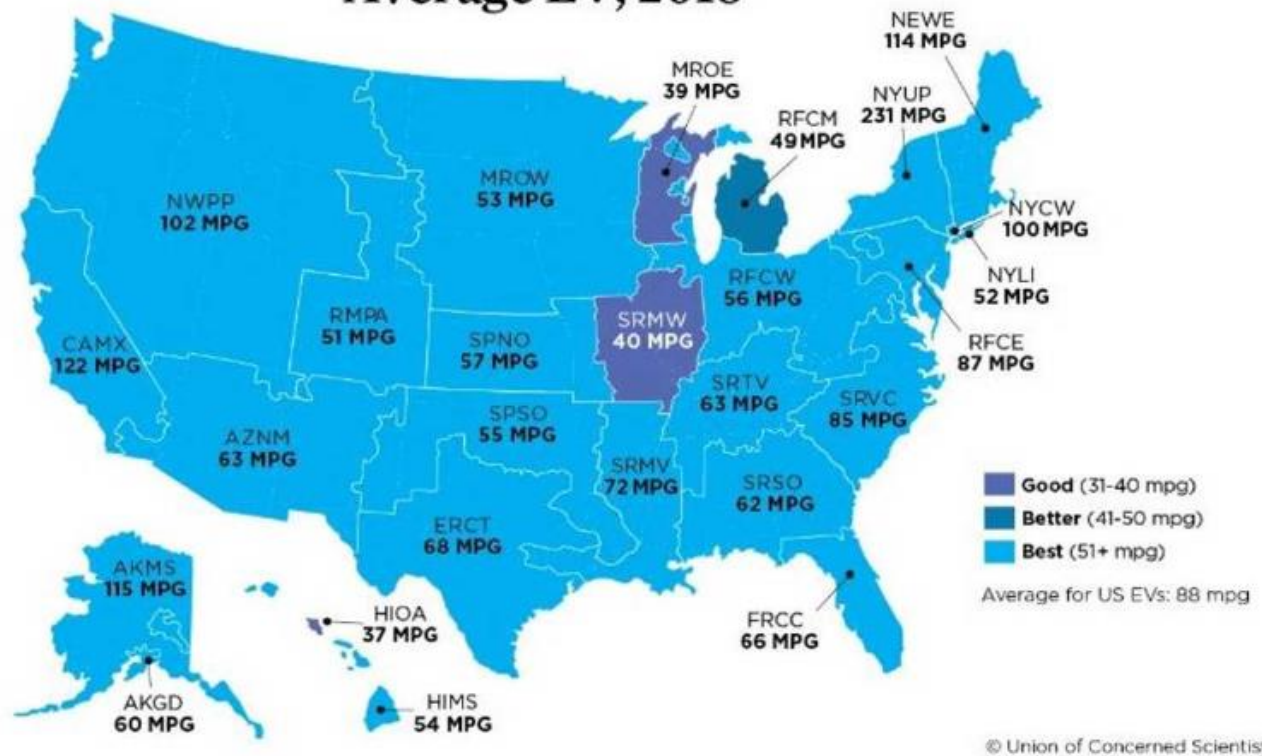 Average EV, 2018
NEWE
114 MPG
MROE
39 MPG
NYUP
231 MPG
RFCM
49 MPG
MROW
53 MPG
NWPP
102 MPG
NYCW
100 MPG
RFCW
56 MPG
NYLI
52 MPG
RMPA
51 MPG
SRMW
40 MPG
CAMX
122 MPG
SPNO
57 MPG
RFCE
87 MPG
SRTV
63 MPG
SRVC
85 MPG
SPSO
55 MPG
AZNM
63 MPG
SRMV
72 MPG
SRSO
62 MPG
Good (31-40 mpg)
Better (41-50 mpg)
Best (51+ mpg)
Average for US EVs: 88 mpg
ERCT
68 MPG
AKMS
115 MPG
HIOA
37 MPG
FRCC
66 MPG
AKGD
60 MPG
HIMS
54 MPG
© Union of Concerned